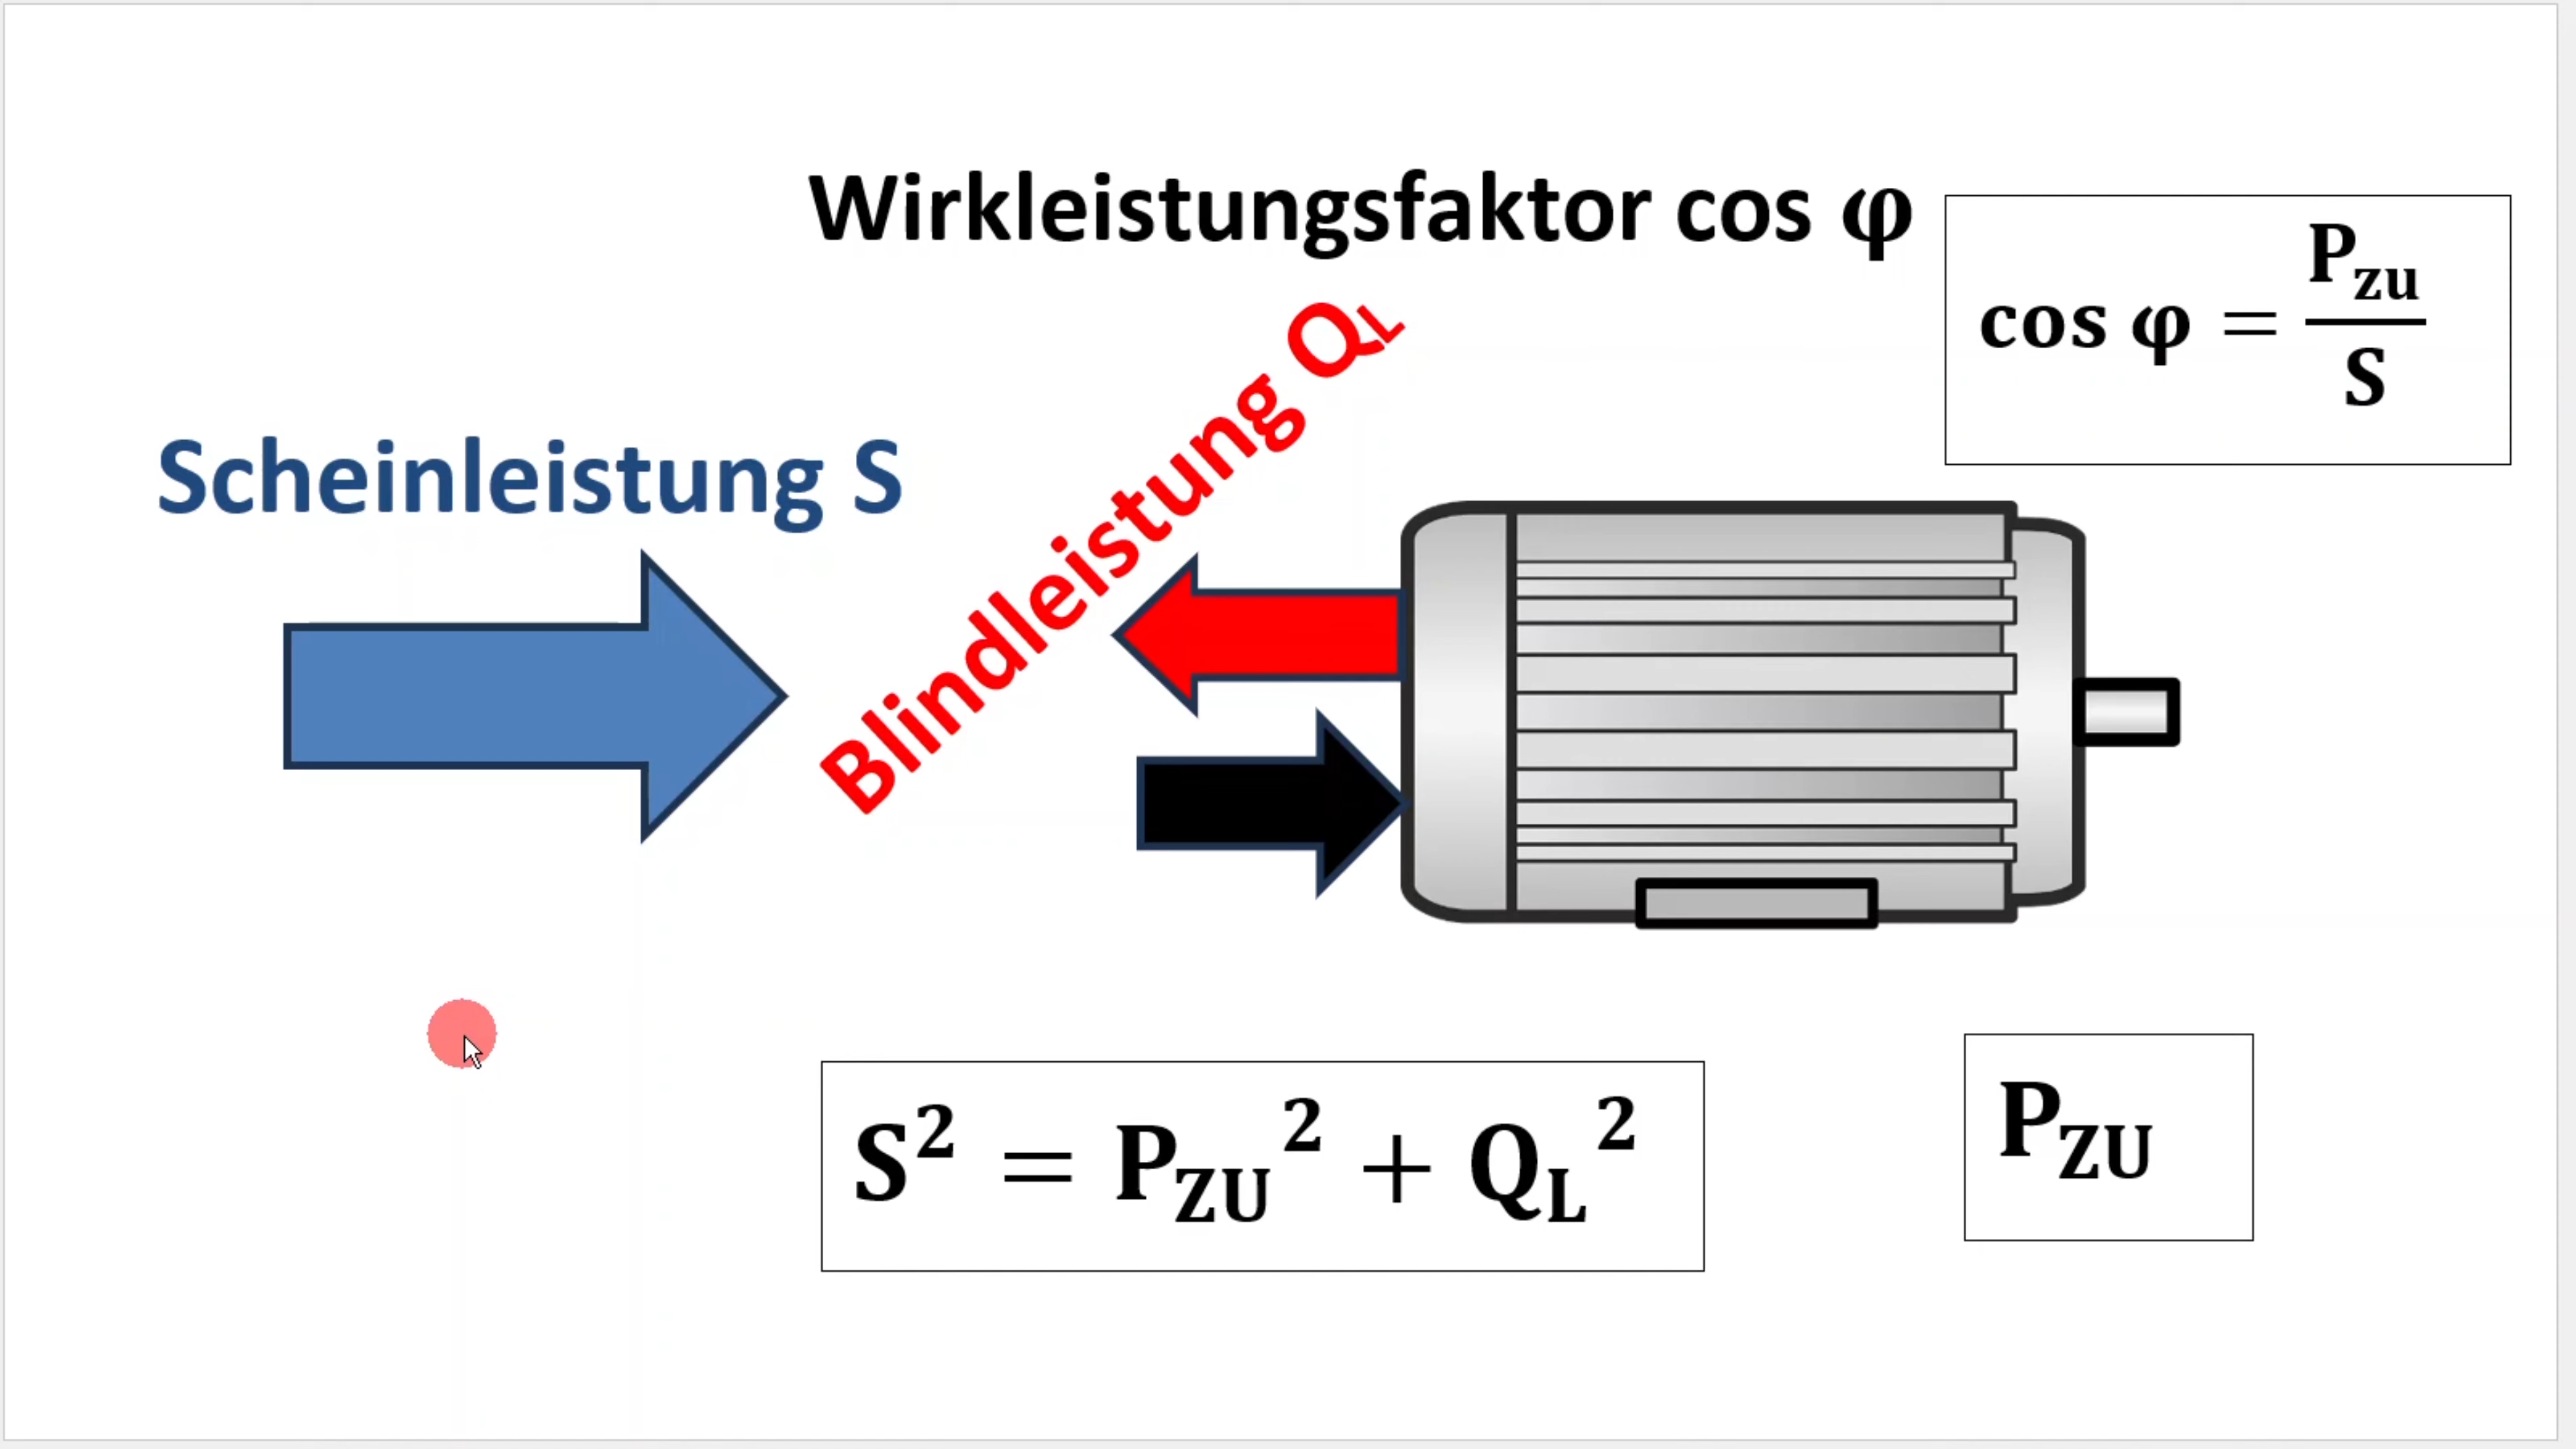 Wirkleistungsfaktor cos φ
cos φ = P_zu / S
Scheinleistung S
Blindleistung Q_L
S² = P_ZU² + Q_L²
P_ZU